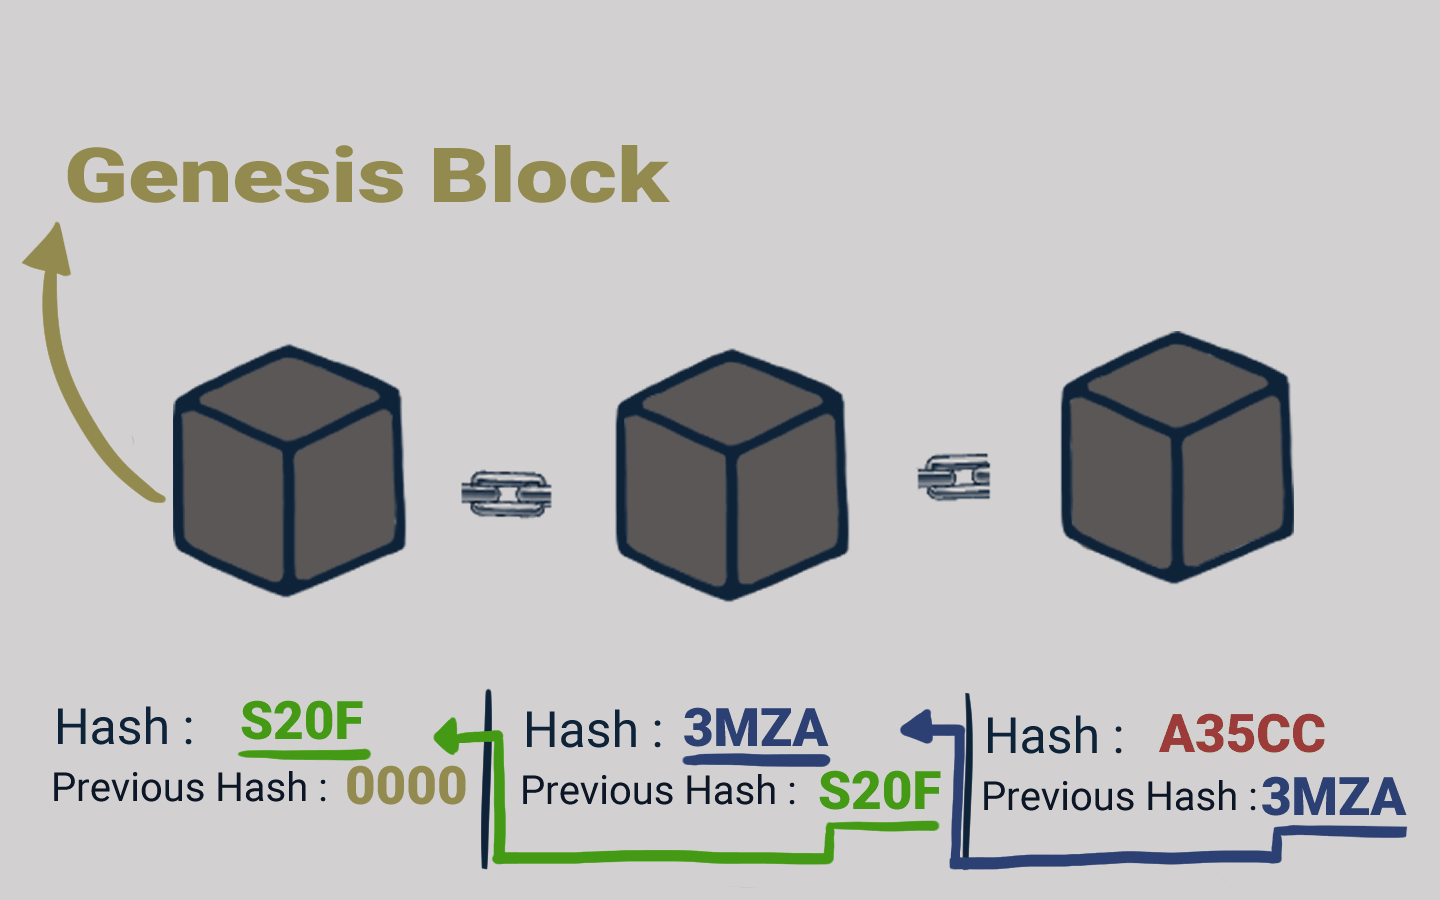 Genesis Block
Hash : S20F
Previous Hash : 0000
Hash : 3MZA
Previous Hash : S20F
Hash : A35CC
Previous Hash : 3MZA